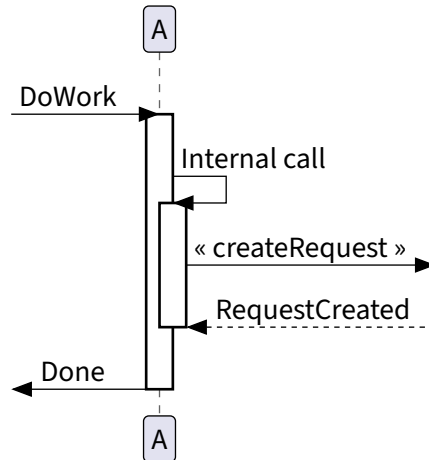 A
DoWork
Internal call
« createRequest »
RequestCreated
Done
A